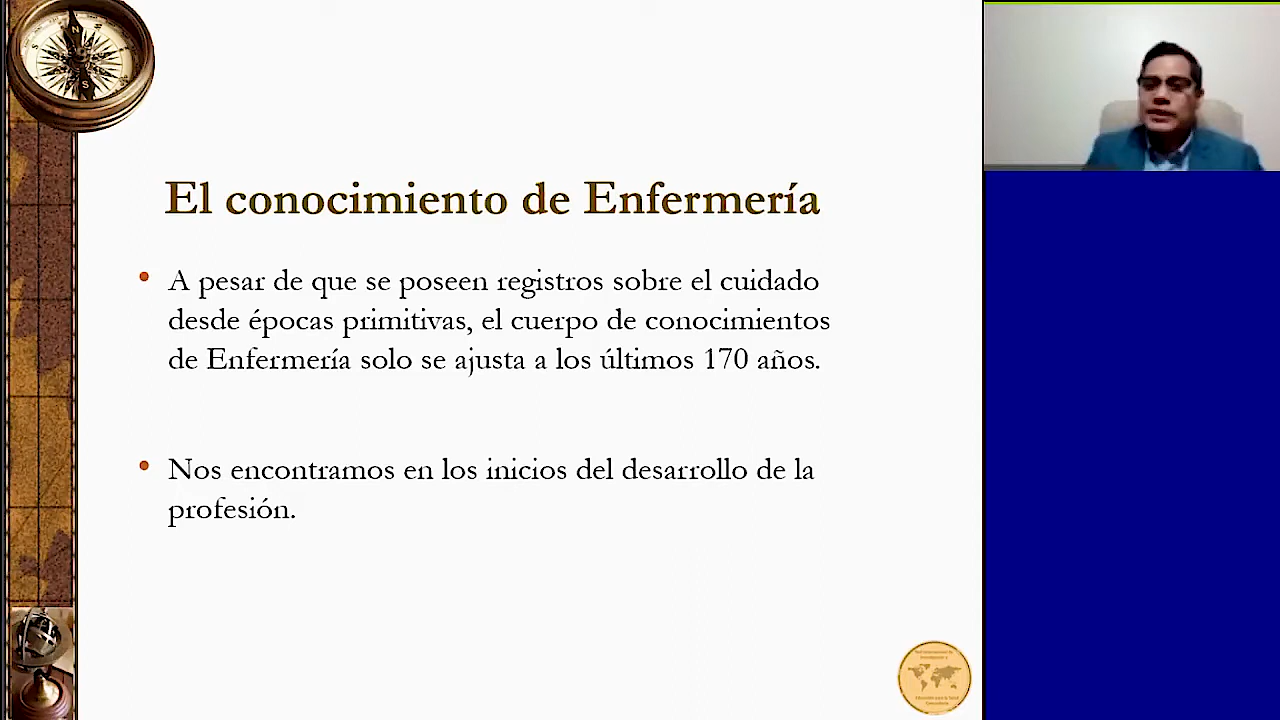 El conocimiento de Enfermería
• A pesar de que se poseen registros sobre el cuidado
desde épocas primitivas, el cuerpo de conocimientos
de Enfermería solo se ajusta a los últimos 170 años.
• Nos encontramos en los inicios del desarrollo de la
profesión.
N
S
S